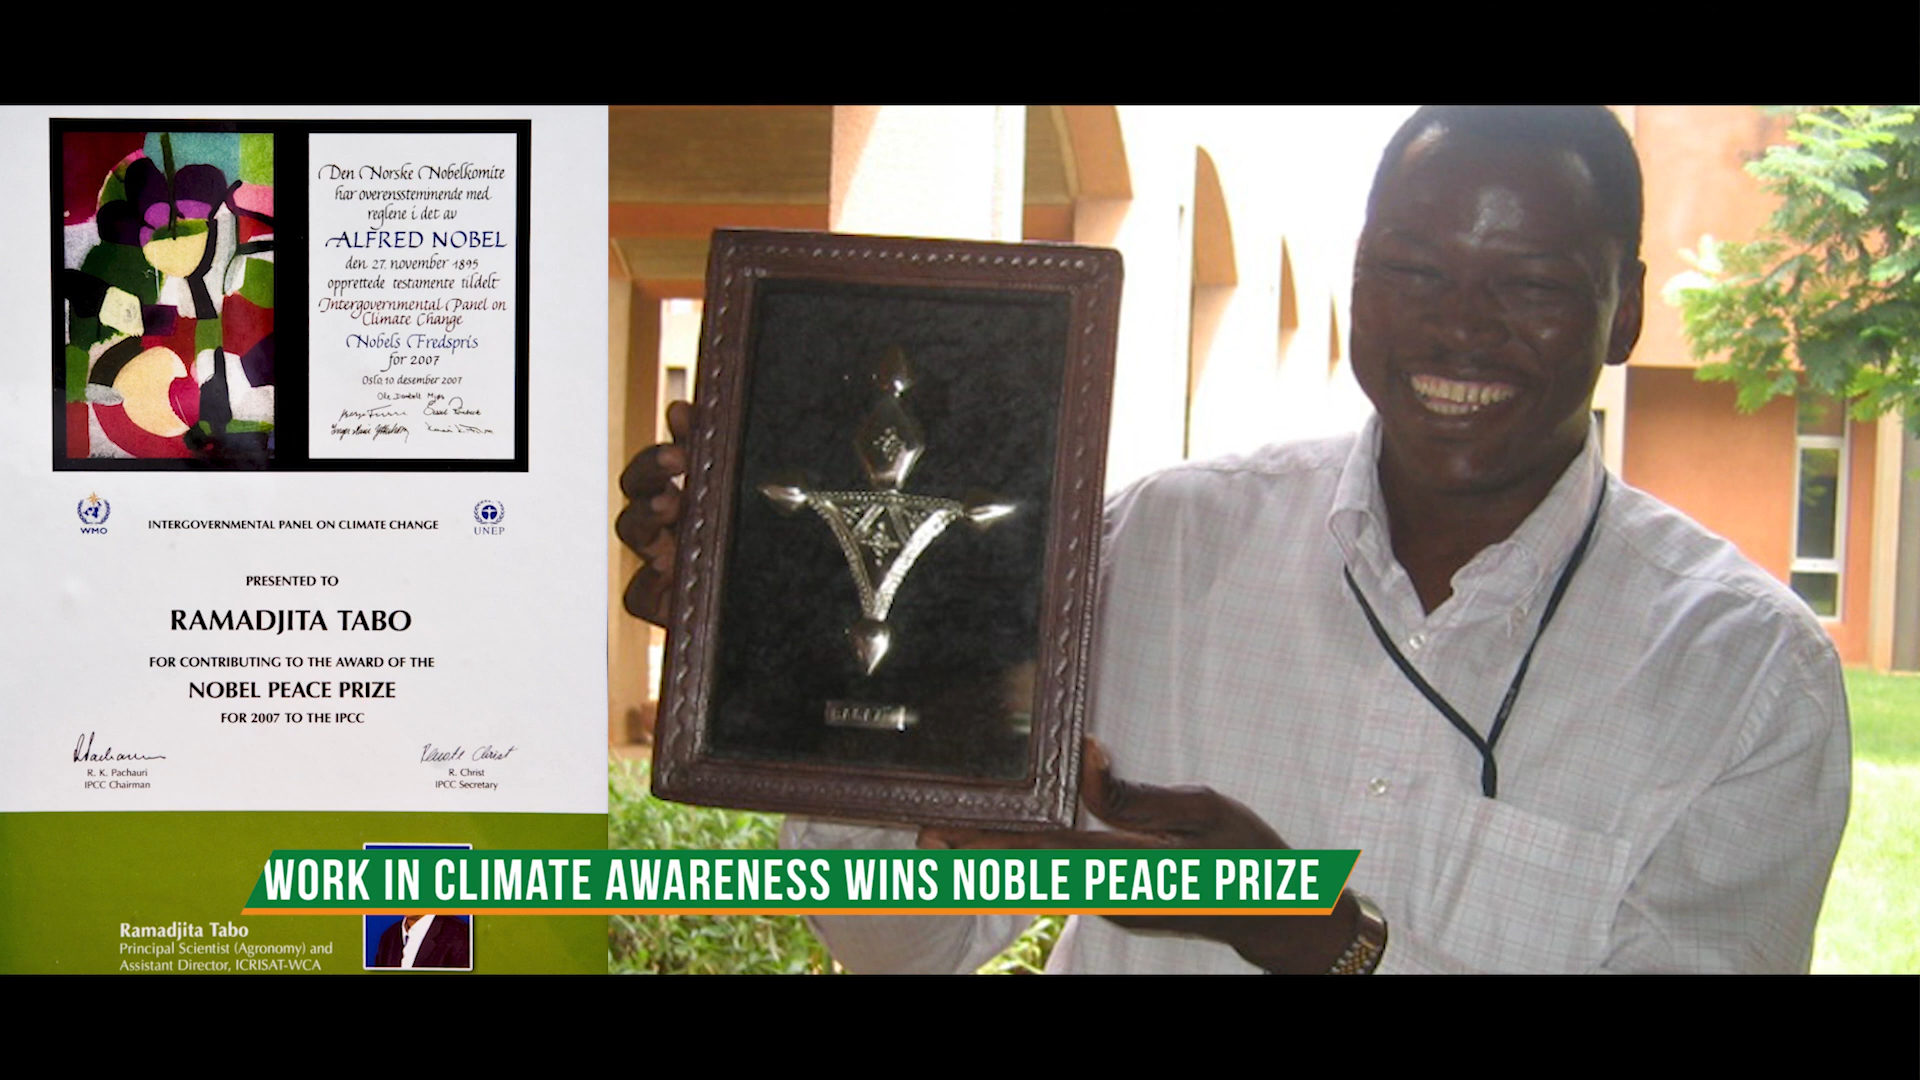 Den Norske Nobelkomite
har overensstemmende med
reglene i det av
ALFRED NOBEL
den 27. november 1895
opprettede testamente tildelt
Intergovernmental Panel on
Climate Change
Nobels Fredspris
for 2007
Oslo, 10 desember 2007
WMO
INTERGOVERNMENTAL PANEL ON CLIMATE CHANGE
UNEP
PRESENTED TO
RAMADJITA TABO
FOR CONTRIBUTING TO THE AWARD OF THE
NOBEL PEACE PRIZE
FOR 2007 TO THE IPCC
R. K. Pachauri
IPCC Chairman
R. Christ
IPCC Secretary
WORK IN CLIMATE AWARENESS WINS NOBLE PEACE PRIZE
Ramadjita Tabo
Principal Scientist (Agronomy) and
Assistant Director, ICRISAT-WCA